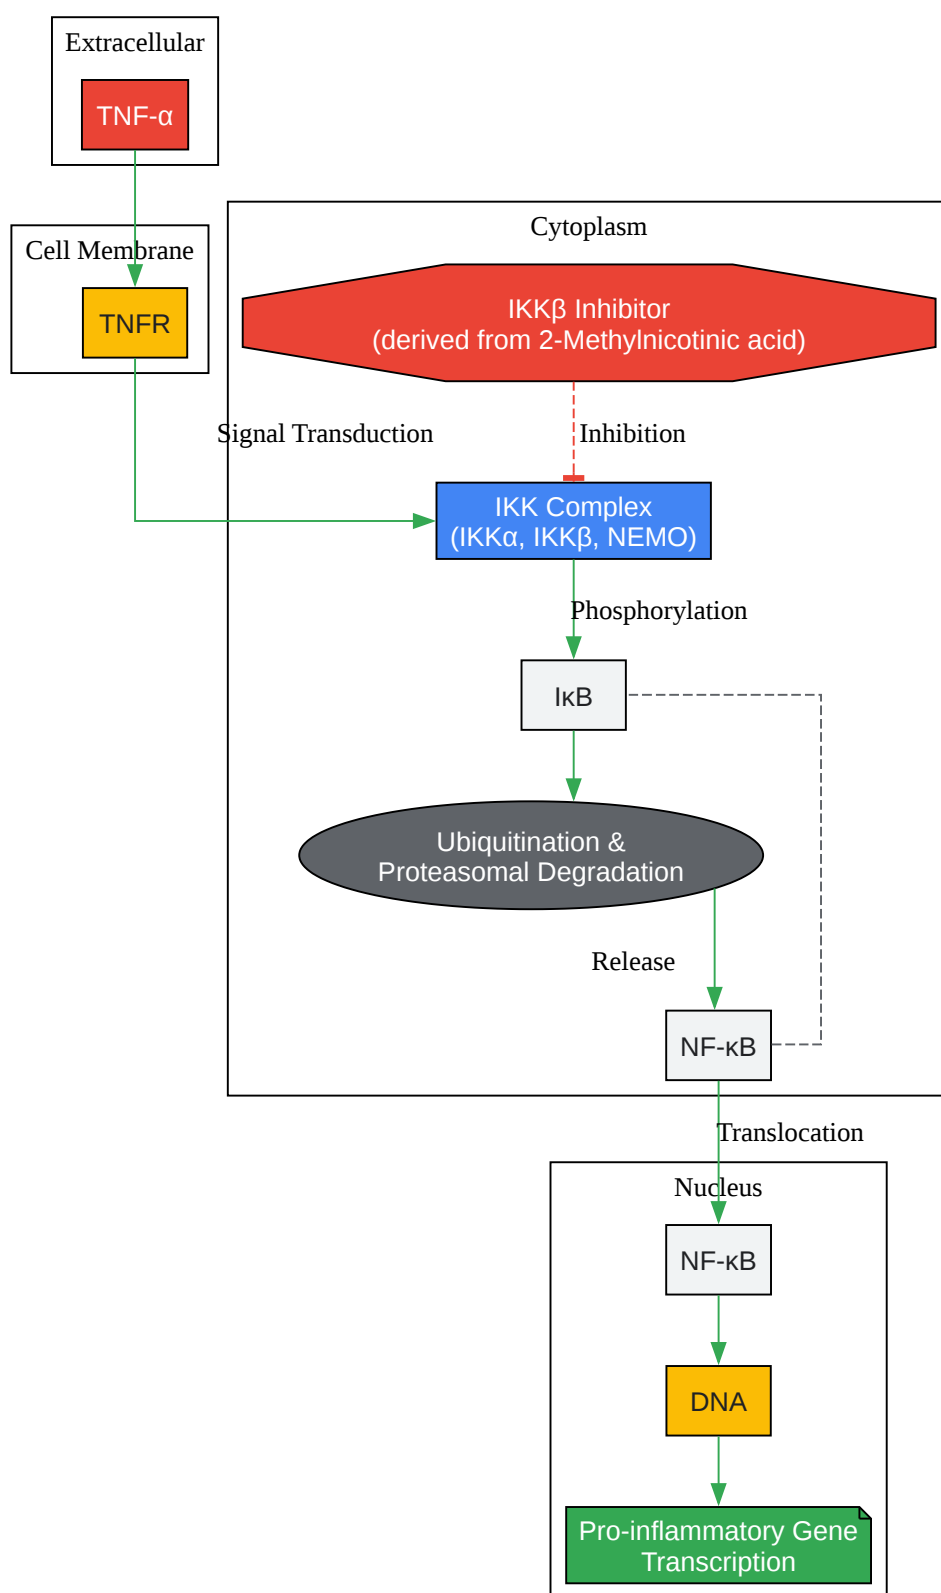 Extracellular
TNF-α
Cell Membrane
TNFR
Cytoplasm
IKKβ Inhibitor
(derived from 2-Methylnicotinic acid)
Signal Transduction
Inhibition
IKK Complex
(IKKα, IKKβ, NEMO)
Phosphorylation
IκB
Ubiquitination &
Proteasomal Degradation
Release
NF-κB
Translocation
Nucleus
NF-κB
DNA
Pro-inflammatory Gene
Transcription